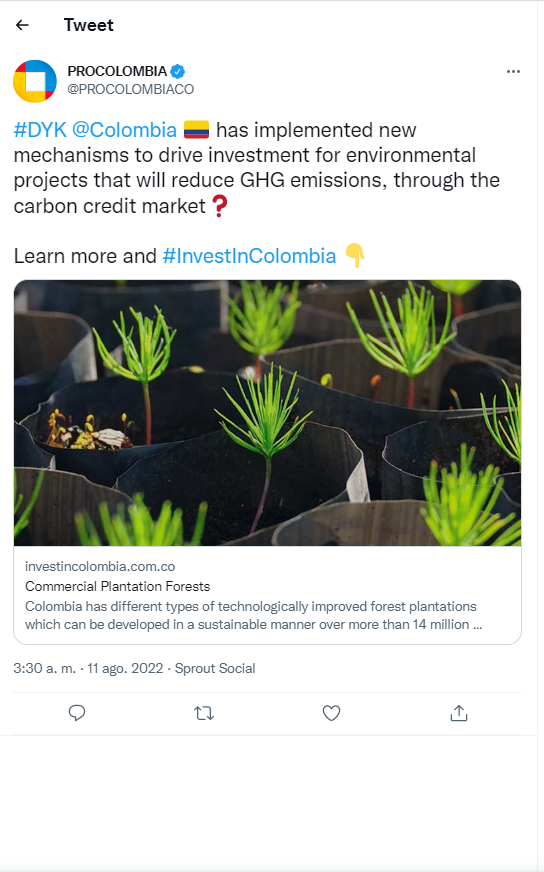 Tweet
PROCOLOMBIA
@PROCOLOMBIACO
#DYK @Colombia 🇨🇴 has implemented new
mechanisms to drive investment for environmental
projects that will reduce GHG emissions, through the
carbon credit market❓
Learn more and #InvestInColombia 👇
investincolombia.com.co
Commercial Plantation Forests
Colombia has different types of technologically improved forest plantations
which can be developed in a sustainable manner over more than 14 million ...
3:30 a. m. · 11 ago. 2022 · Sprout Social